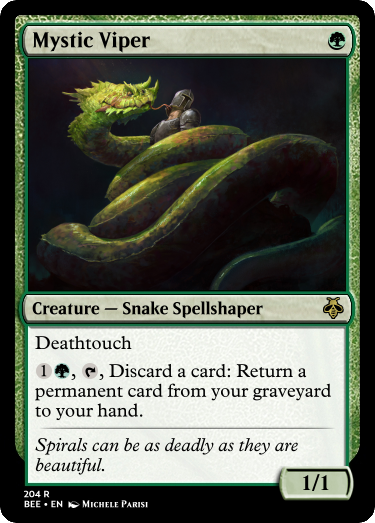 Mystic Viper
Creature — Snake Spellshaper
Deathtouch
1, , Discard a card: Return a
permanent card from your graveyard
to your hand.
Spirals can be as deadly as they are
beautiful.
1/1
204 R
BEE • EN Michele Parisi